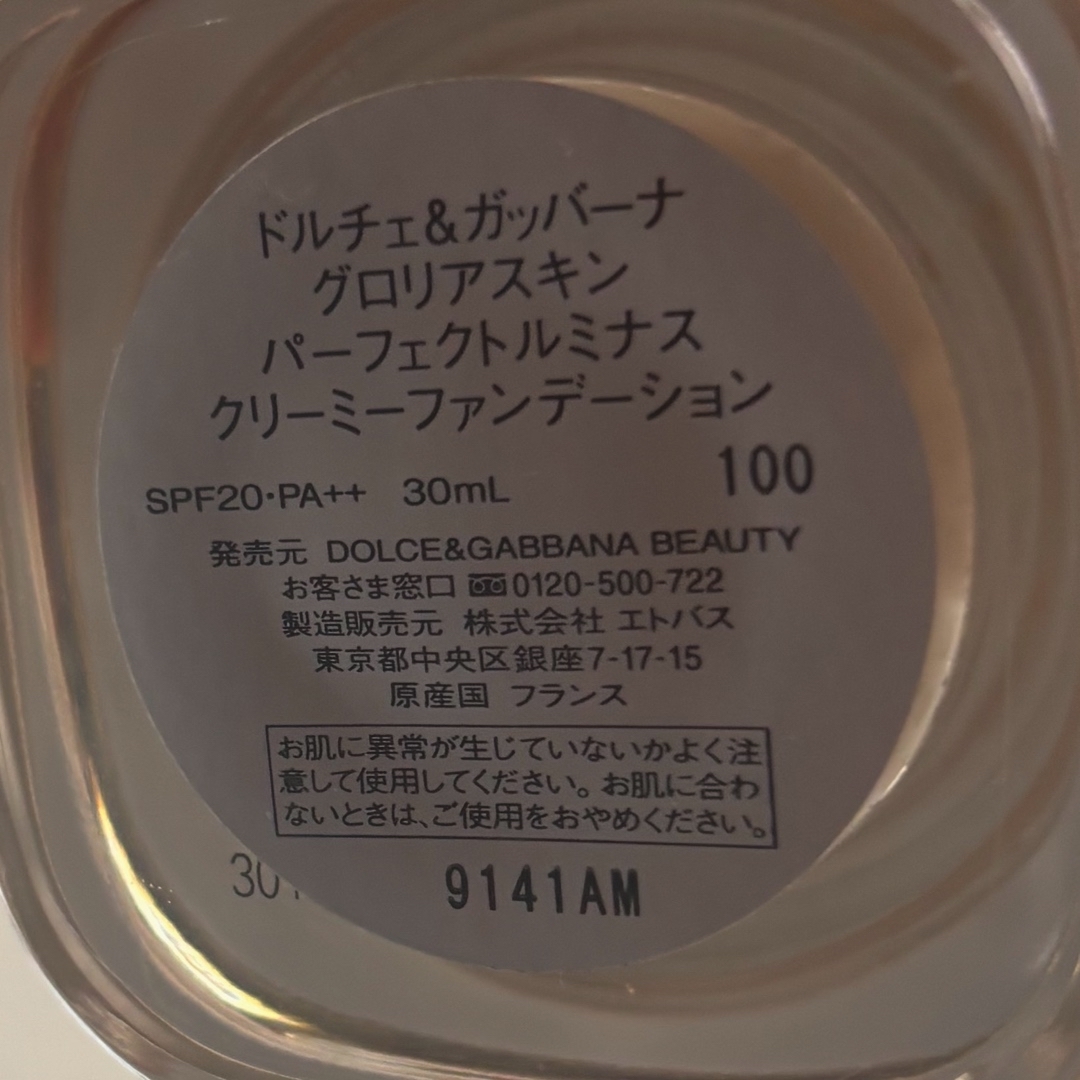 ドルチェ&ガッバーナ
グロリアスキン
パーフェクトルミナス
クリーミーファンデーション
100
SPF20・PA++ 30mL
発売元 DOLCE&GABBANA BEAUTY
お客さま窓口 0120-500-722
製造販売元 株式会社 エトバス
東京都中央区銀座7-17-15
原産国 フランス
お肌に異常が生じていないかよく注
意して使用してください。お肌に合わ
ないときは、ご使用をおやめください。
30
9141AM